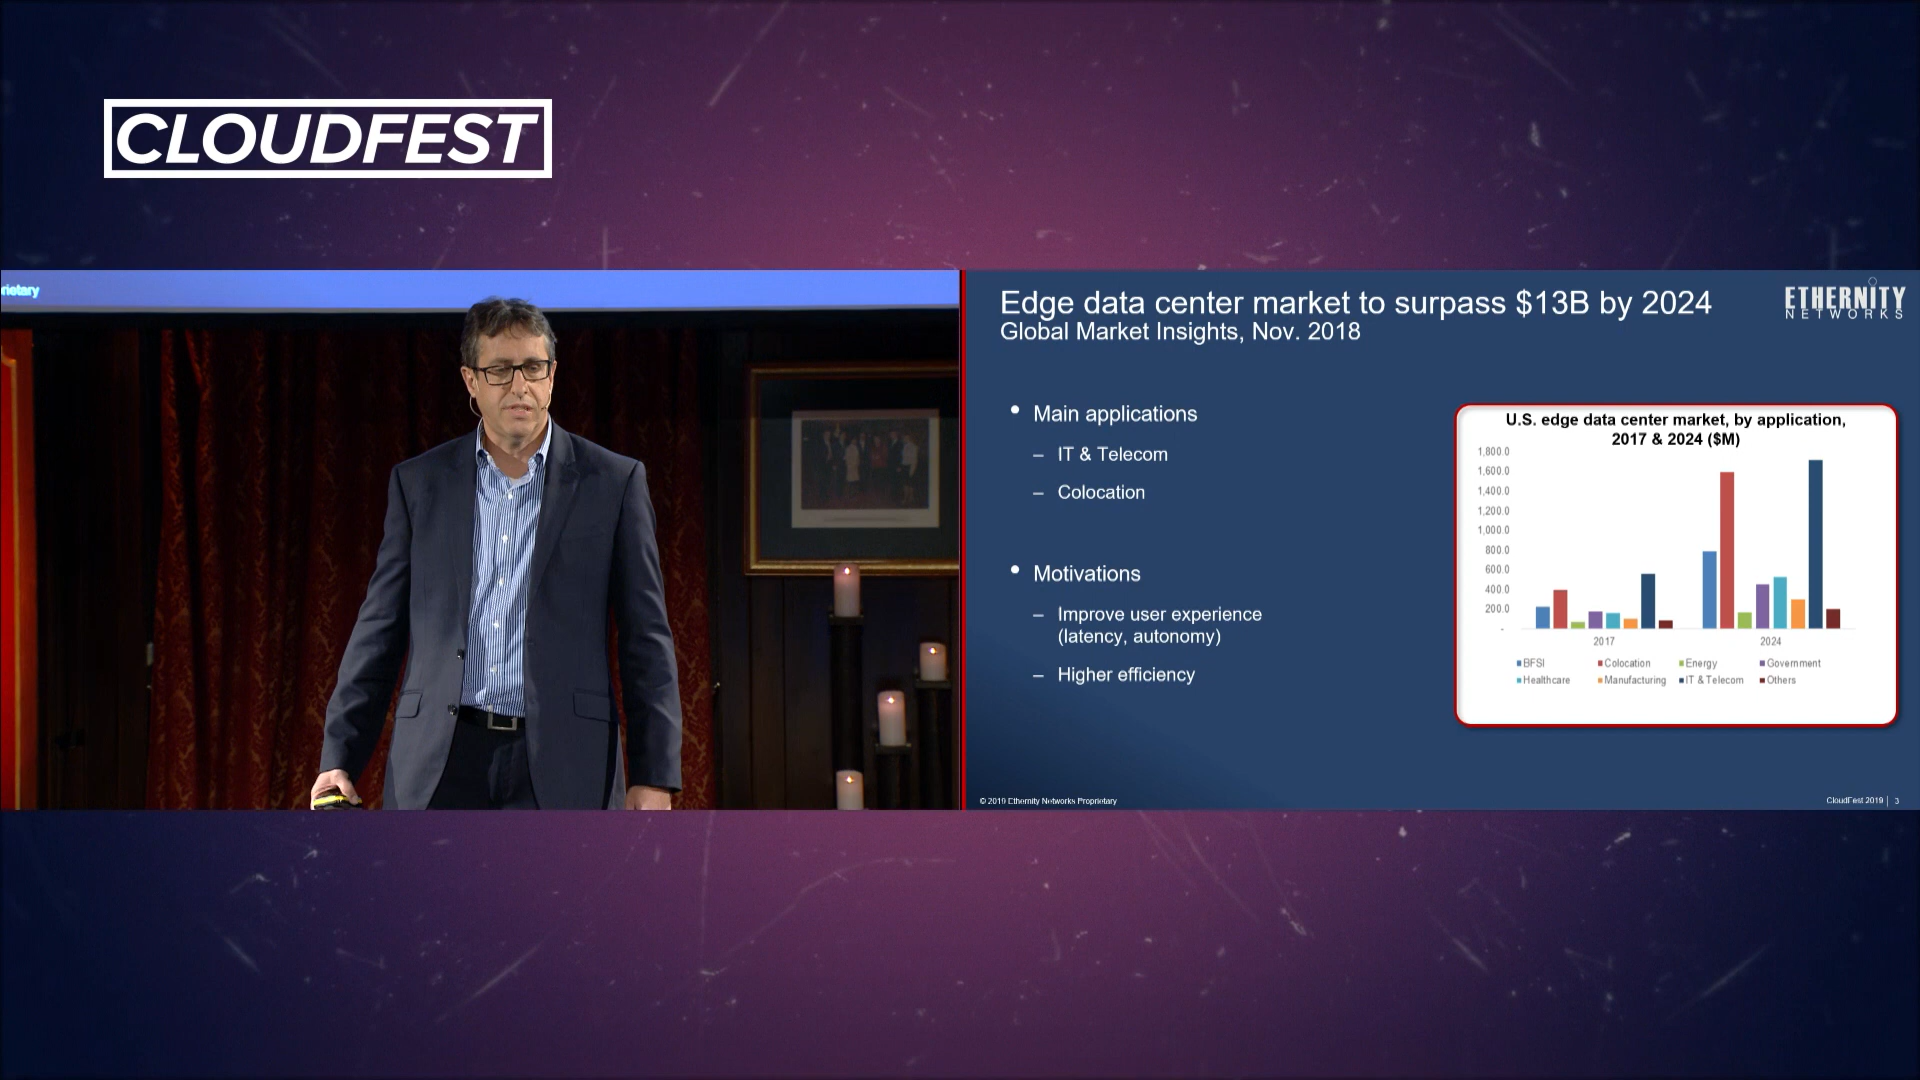 CLOUDFEST
rietary
Edge data center market to surpass $13B by 2024
Global Market Insights, Nov. 2018
ETHERNITY
NETWORKS
• Main applications
– IT & Telecom
– Colocation
• Motivations
– Improve user experience
(latency, autonomy)
– Higher efficiency
U.S. edge data center market, by application,
2017 & 2024 ($M)
1,800.0
1,600.0
1,400.0
1,200.0
1,000.0
800.0
600.0
400.0
200.0
-
2017 2024
BFSI Colocation Energy Government
Healthcare Manufacturing IT & Telecom Others
© 2019 Ethernity Networks Proprietary
CloudFest 2019 | 3